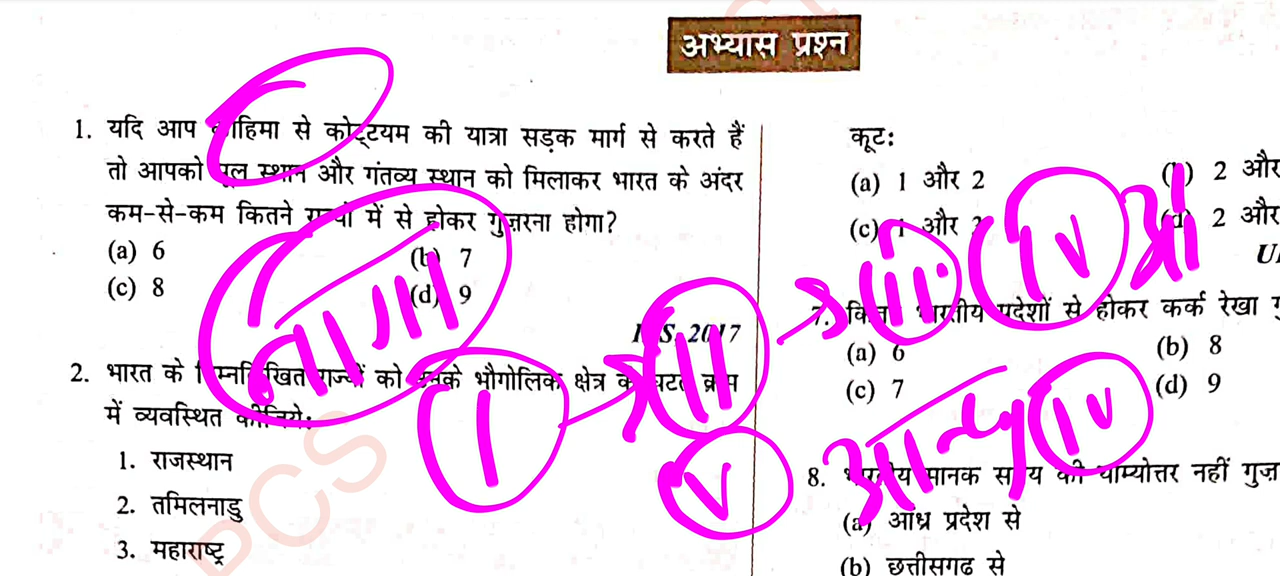 अभ्यास प्रश्न
1. यदि आप कोहिमा से कोट्टयम की यात्रा सड़क मार्ग से करते हैं
तो आपको मूल स्थान और गंतव्य स्थान को मिलाकर भारत के अंदर
कम-से-कम कितने राज्यों में से होकर गुज़रना होगा?
(a) 6 (b) 7
(c) 8 (d) 9
IAS, 2017
2. भारत के निम्नलिखित राज्यों को उनके भौगोलिक क्षेत्र के घटते क्रम
में व्यवस्थित कीजिये:
1. राजस्थान
2. तमिलनाडु
3. महाराष्ट्र
नागा
I
II
V
III
IV
IV
कूट:
(a) 1 और 2 (b) 2 और
(c) 1 और 3 (d) 2 और
7. भारतीय प्रदेशों से होकर कर्क रेखा
(a) 6 (b) 8
(c) 7 (d) 9
8. भारतीय मानक समय की याम्योत्तर नहीं
(a) आंध्र प्रदेश से
(b) छत्तीसगढ से
PCS